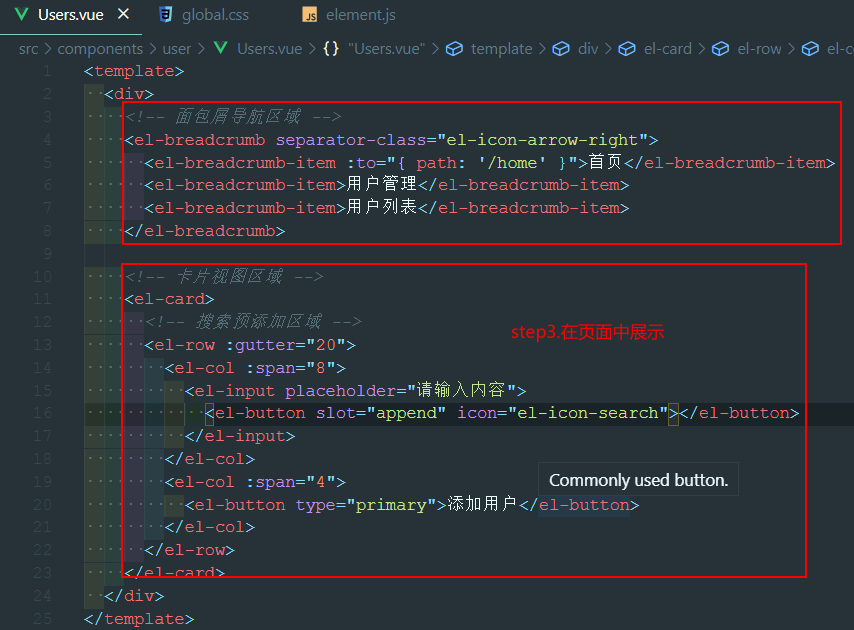 Users.vue
global.css
JS element.js
src > components > user > Users.vue > {} "Users.vue" > template > div > el-card > el-row > el-c
1 <template>
2 <div>
3 <!-- 面包屑导航区域 -->
4 <el-breadcrumb separator-class="el-icon-arrow-right">
5 <el-breadcrumb-item :to="{ path: '/home' }">首页</el-breadcrumb-item>
6 <el-breadcrumb-item>用户管理</el-breadcrumb-item>
7 <el-breadcrumb-item>用户列表</el-breadcrumb-item>
8 </el-breadcrumb>
9
10 <!-- 卡片视图区域 -->
11 <el-card>
12 <!-- 搜索预添加区域 -->
13 <el-row :gutter="20">
step3.在页面中展示
14 <el-col :span="8">
15 <el-input placeholder="请输入内容">
16 <el-button slot="append" icon="el-icon-search"></el-button>
17 </el-input>
18 </el-col>
19 <el-col :span="4">
Commonly used button.
20 <el-button type="primary">添加用户</el-button>
21 </el-col>
22 </el-row>
23 </el-card>
24 </div>
25 </template>